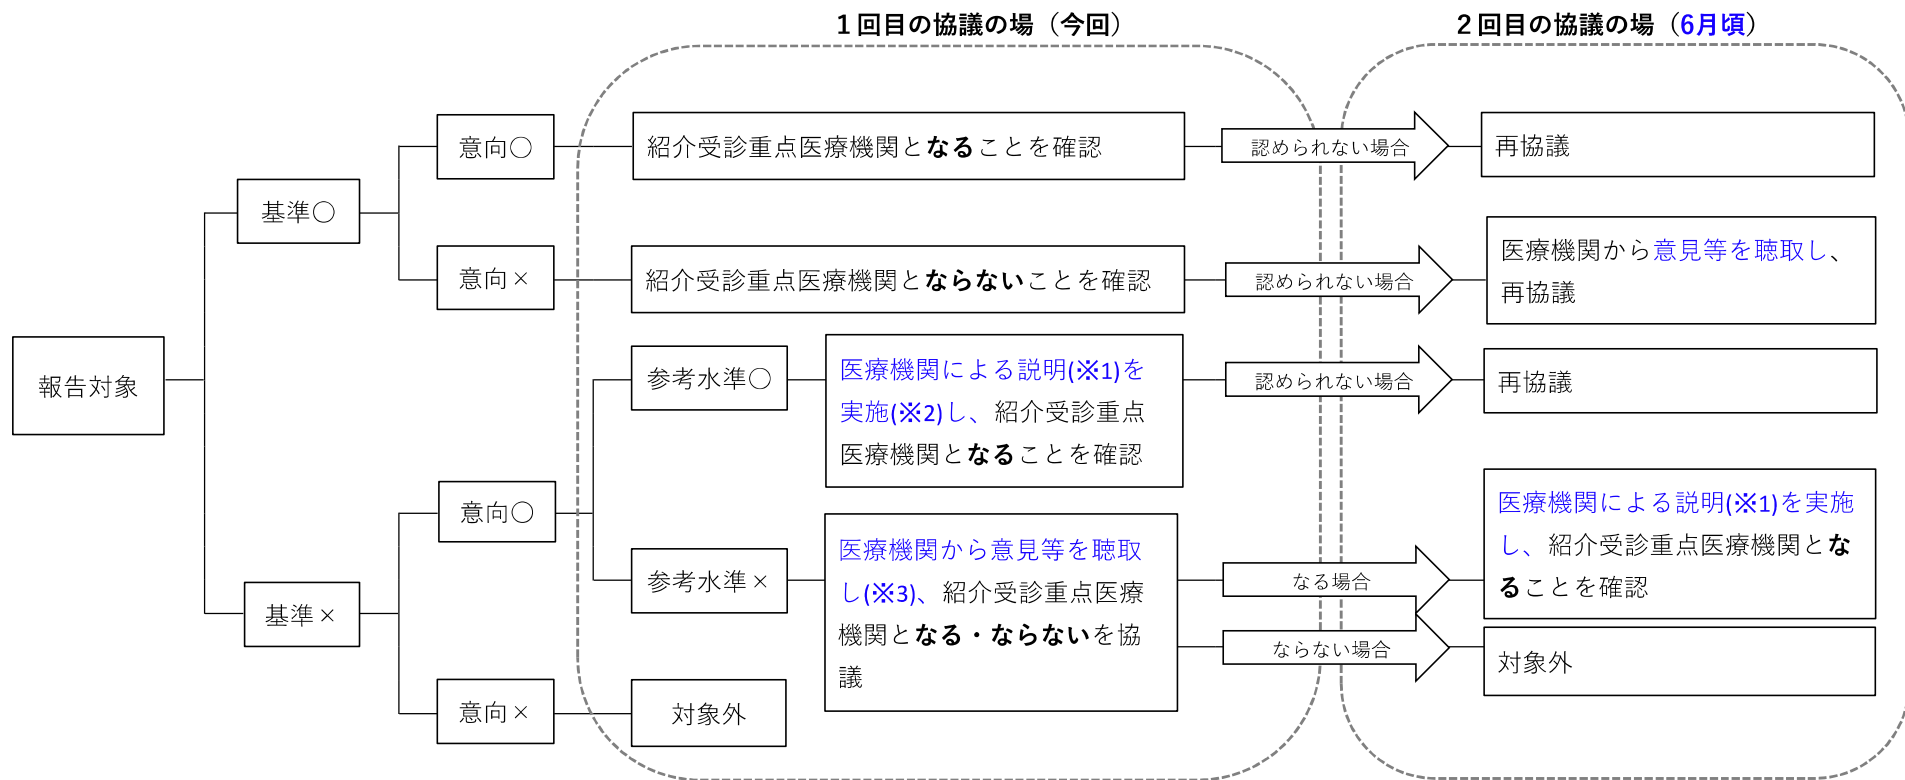 １回目の協議の場（今回）
２回目の協議の場（6月頃）
報告対象
基準〇
意向〇
紹介受診重点医療機関となることを確認
認められない場合
再協議
意向×
紹介受診重点医療機関とならないことを確認
認められない場合
医療機関から意見等を聴取し、
再協議
基準×
意向〇
参考水準〇
医療機関による説明(※1)を
実施(※2)し、紹介受診重点
医療機関となることを確認
認められない場合
再協議
参考水準×
医療機関から意見等を聴取
し(※3)、紹介受診重点医療
機関となる・ならないを協
議
なる場合
医療機関による説明(※1)を実施
し、紹介受診重点医療機関とな
ることを確認
ならない場合
対象外
意向×
対象外